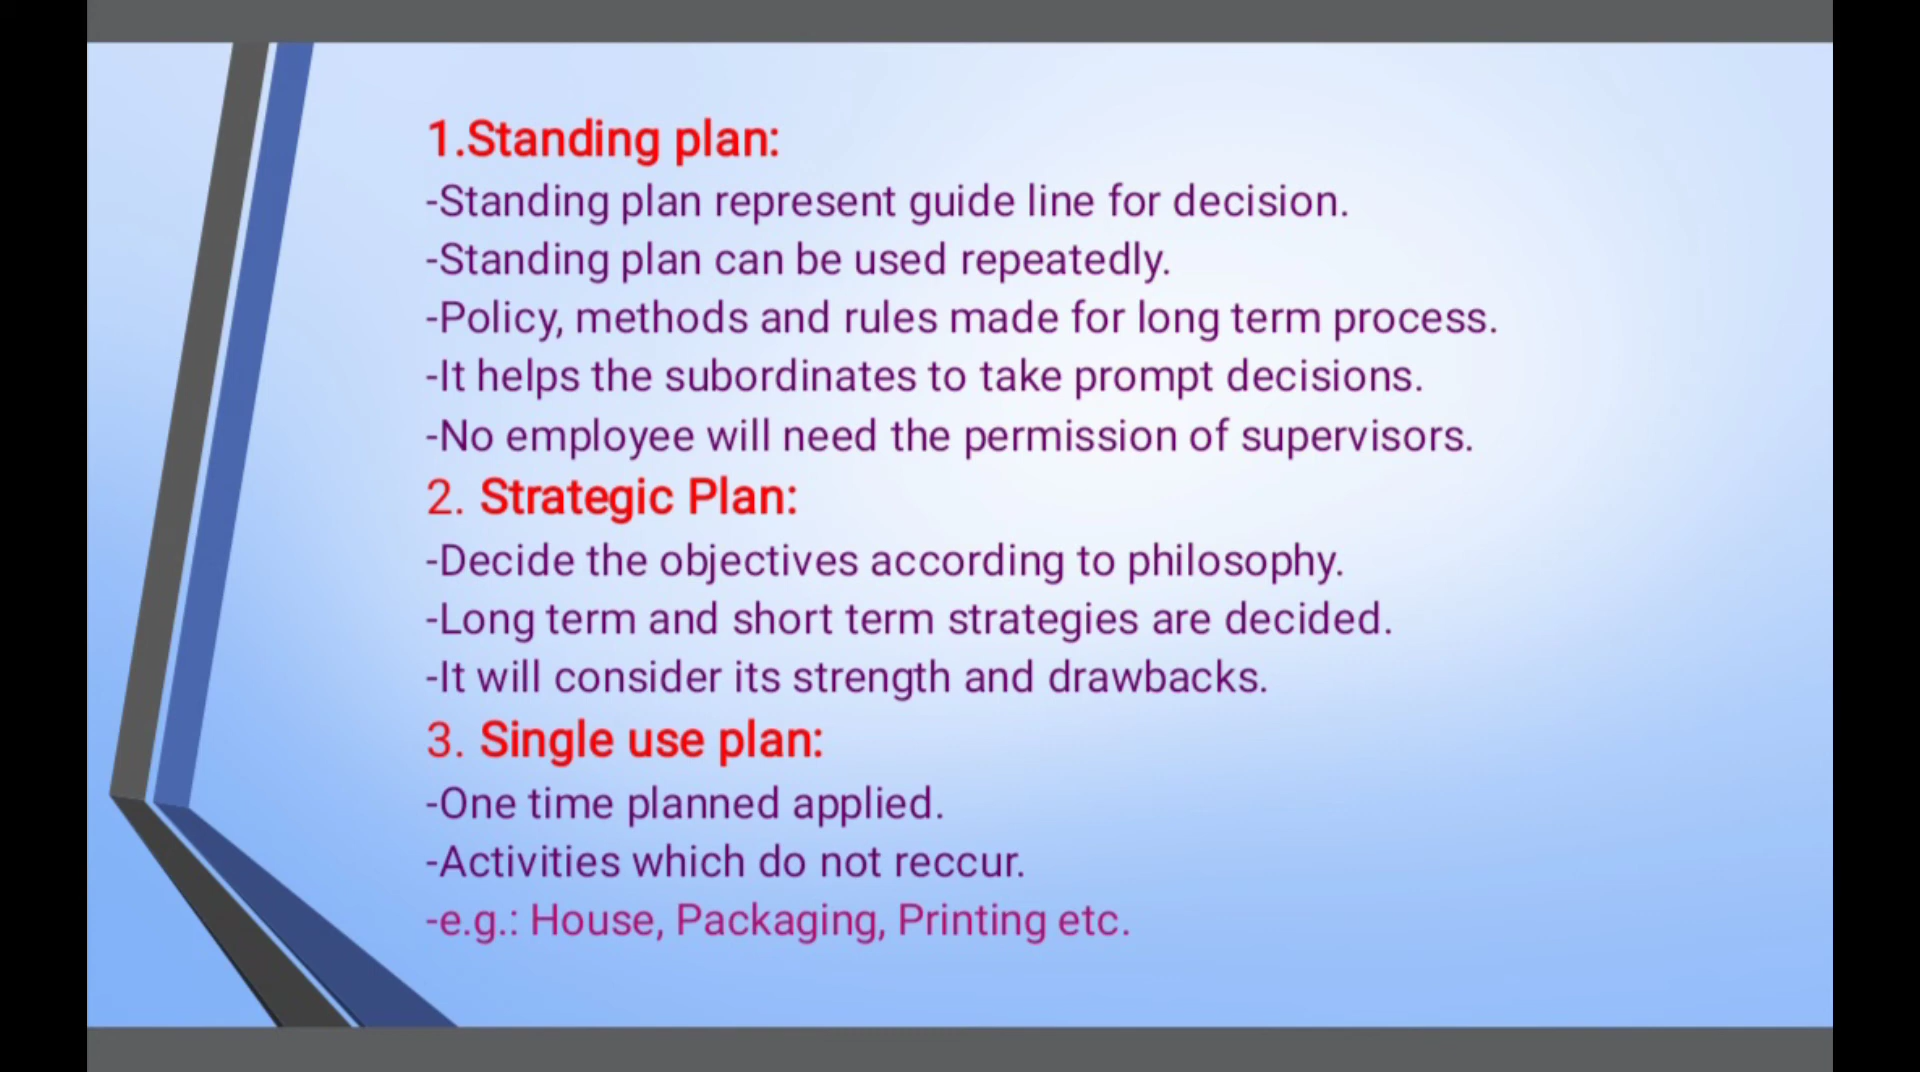 1.Standing plan:
-Standing plan represent guide line for decision.
-Standing plan can be used repeatedly.
-Policy, methods and rules made for long term process.
-It helps the subordinates to take prompt decisions.
-No employee will need the permission of supervisors.
2. Strategic Plan:
-Decide the objectives according to philosophy.
-Long term and short term strategies are decided.
-It will consider its strength and drawbacks.
3. Single use plan:
-One time planned applied.
-Activities which do not reccur.
-e.g.: House, Packaging, Printing etc.